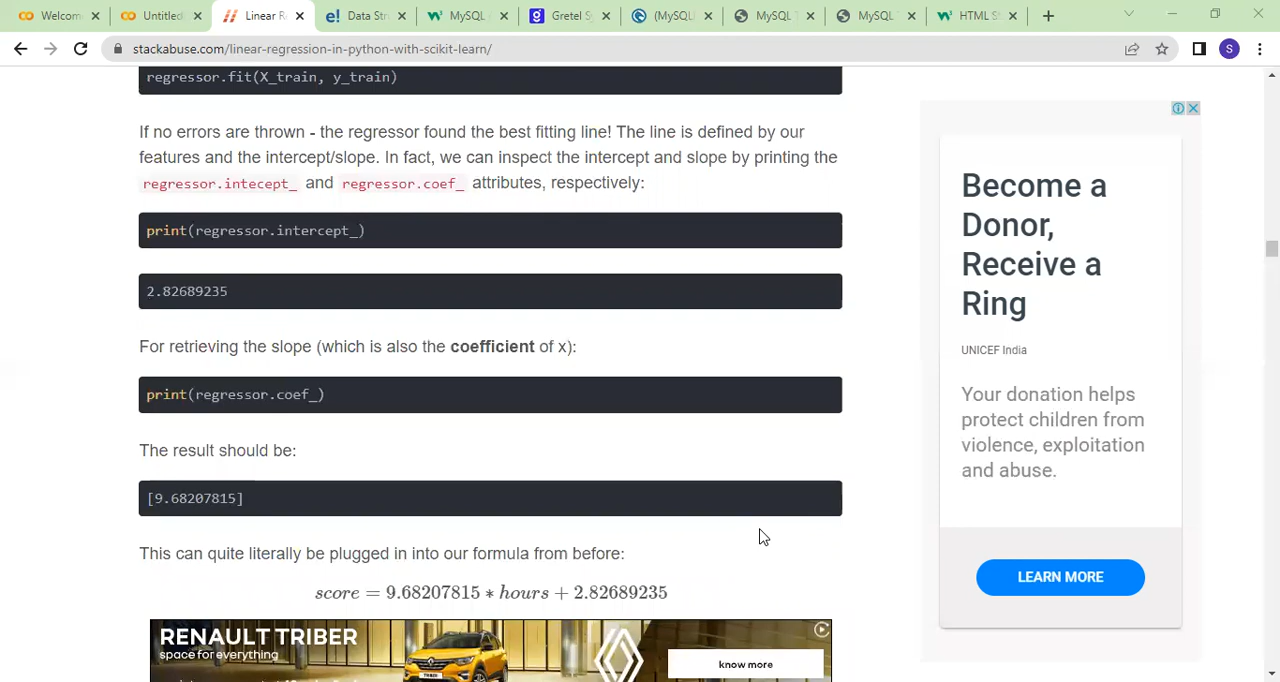 Welcom
Untitled
Linear R
Data Str
MySQL
Gretel Sy
(MySQL
MySQL
MySQL
HTML S
stackabuse.com/linear-regression-in-python-with-scikit-learn/
S
regressor.fit(X_train, y_train)
If no errors are thrown - the regressor found the best fitting line! The line is defined by our
features and the intercept/slope. In fact, we can inspect the intercept and slope by printing the
regressor.intecept_ and regressor.coef_ attributes, respectively:
print(regressor.intercept_)
2.82689235
For retrieving the slope (which is also the coefficient of x):
print(regressor.coef_)
The result should be:
[9.68207815]
This can quite literally be plugged in into our formula from before:
score = 9.68207815 ∗ hours + 2.82689235
RENAULT TRIBER
space for everything
know more
Become a
Donor,
Receive a
Ring
UNICEF India
Your donation helps
protect children from
violence, exploitation
and abuse.
LEARN MORE